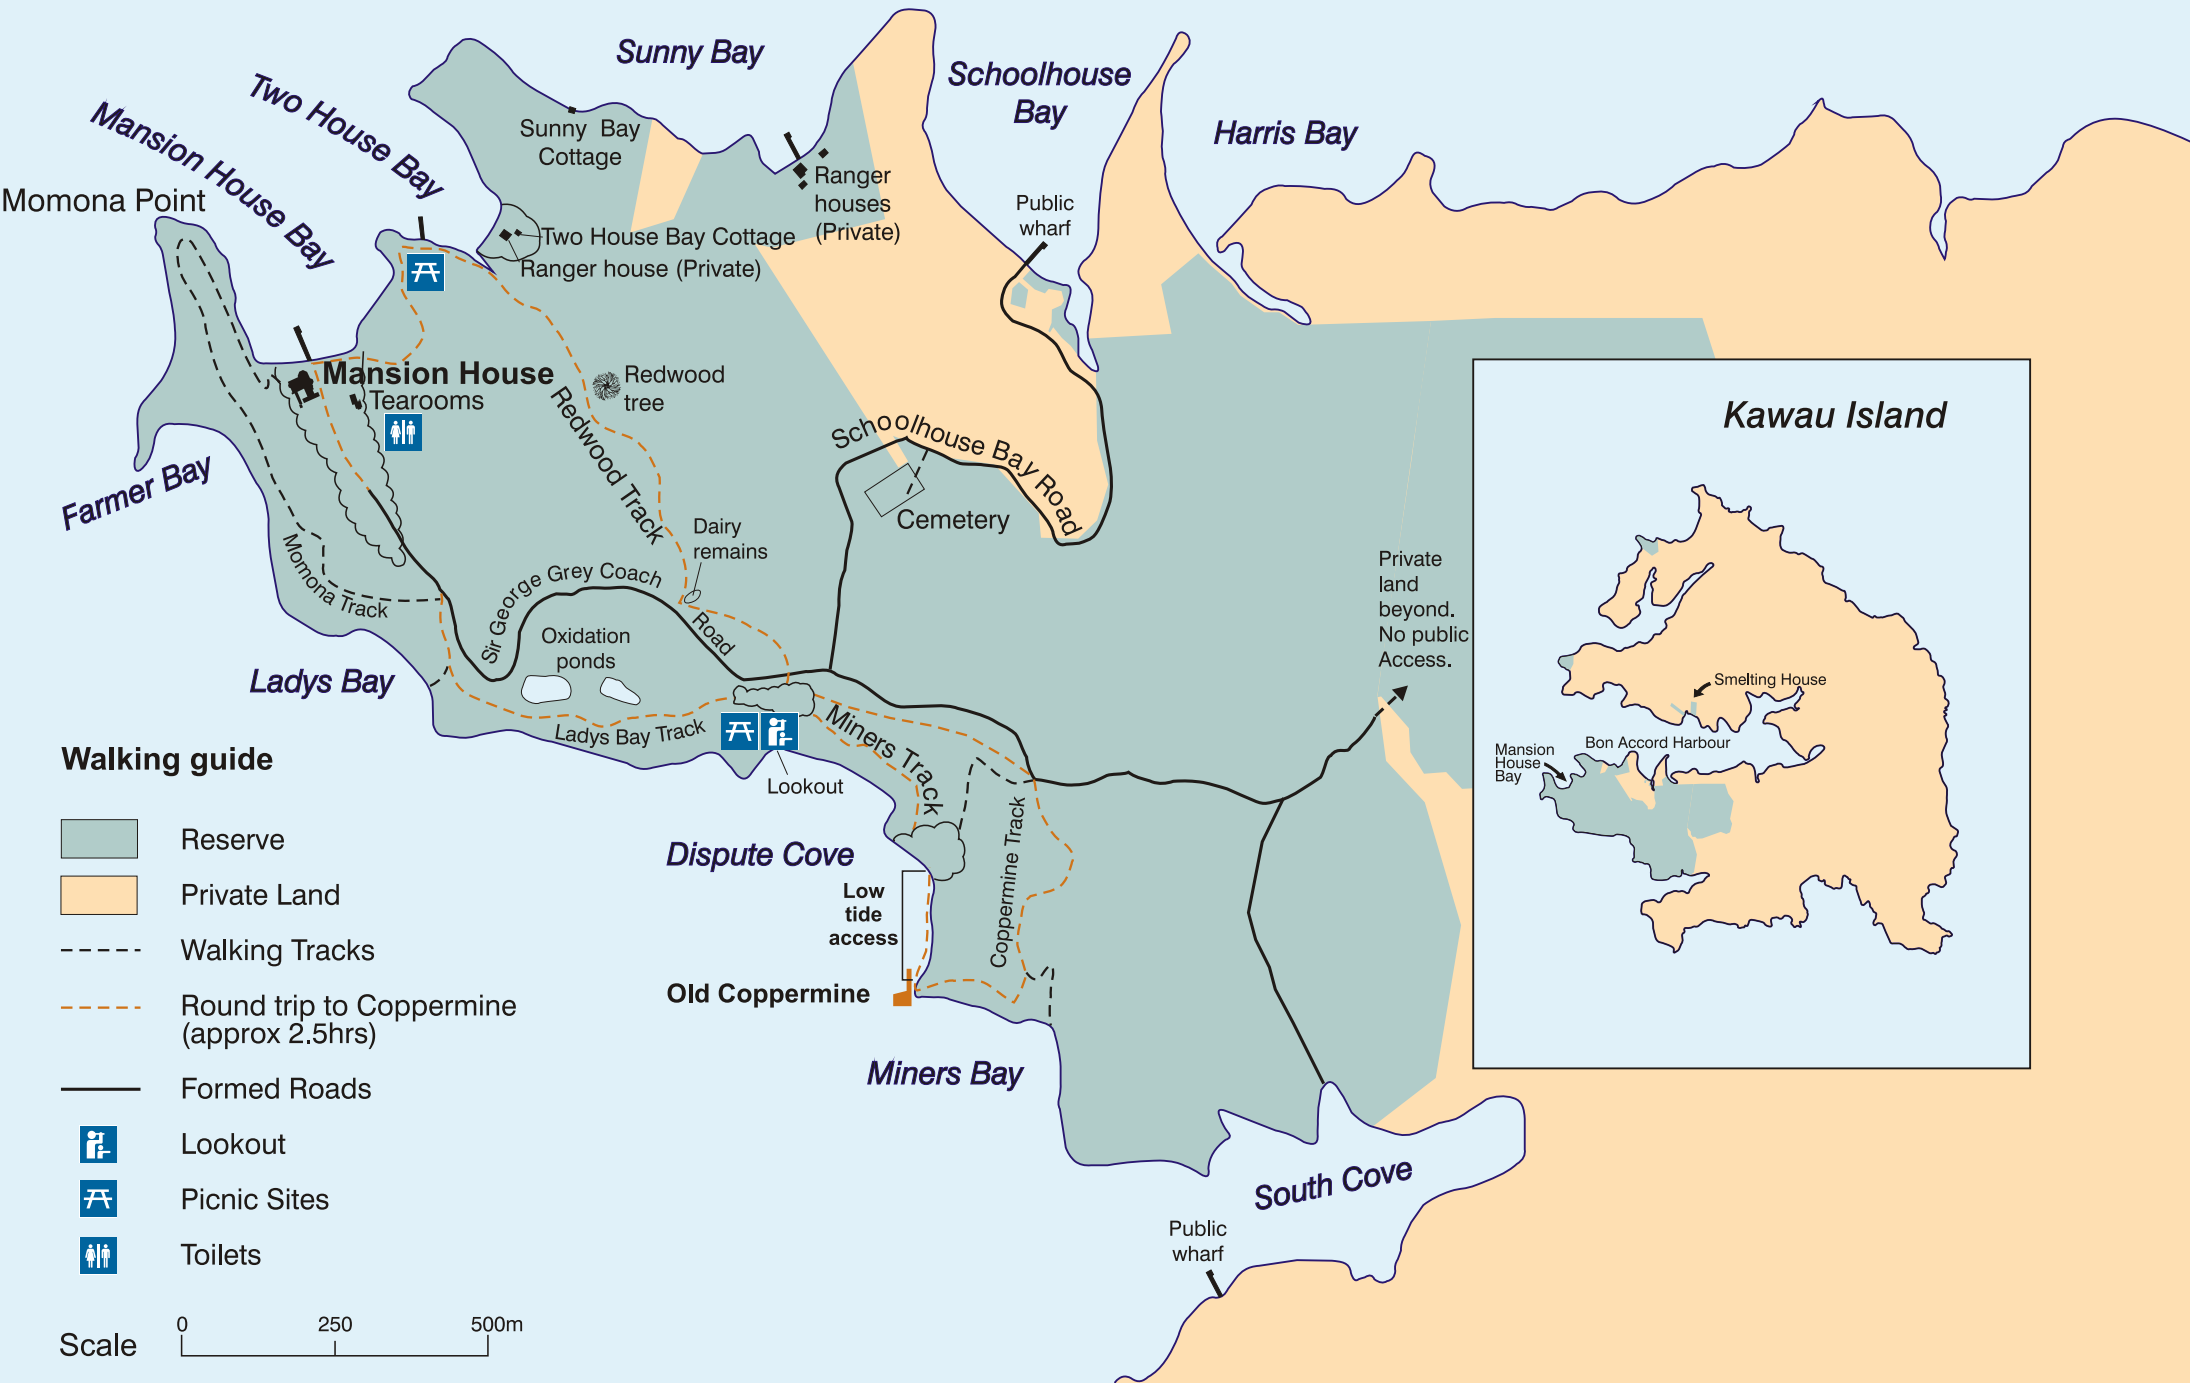 Sunny Bay
Schoolhouse
Bay
Harris Bay
Two House Bay
Mansion House Bay
Momona Point
Sunny Bay
Cottage
Ranger
houses
(Private)
Public
wharf
Two House Bay Cottage
Ranger house (Private)
Mansion House
Tearooms
Redwood
tree
Redwood Track
Schoolhouse Bay Road
Cemetery
Farmer Bay
Momona Track
Dairy
remains
Sir George Grey Coach
Road
Oxidation
ponds
Ladys Bay
Ladys Bay Track
Lookout
Miners Track
Coppermine Track
Dispute Cove
Low
tide
access
Old Coppermine
Miners Bay
South Cove
Public
wharf
Private
land
beyond.
No public
Access.
Kawau Island
Smelting House
Bon Accord Harbour
Mansion
House
Bay
Walking guide
Reserve
Private Land
Walking Tracks
Round trip to Coppermine
(approx 2.5hrs)
Formed Roads
Lookout
Picnic Sites
Toilets
Scale
0 250 500m